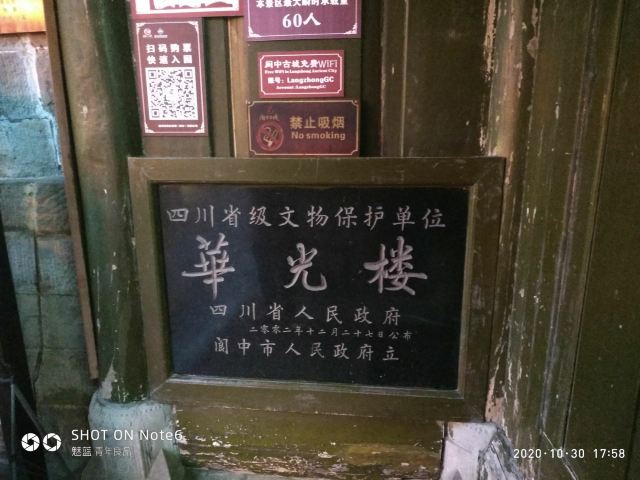 本景区最大瞬时承载量
60人
扫码购票
快速入园
阆中古城免费WiFi
Free WiFi in Langzhong Ancient City
账号：LangzhongGC
Account:LangzhongGC
禁止吸烟
No smoking
四川省级文物保护单位
華光楼
四川省人民政府
二零零二年十二月二十七日公布
阆中市人民政府立
SHOT ON Note6
魅蓝 青年良品
2020·10·30 17:58